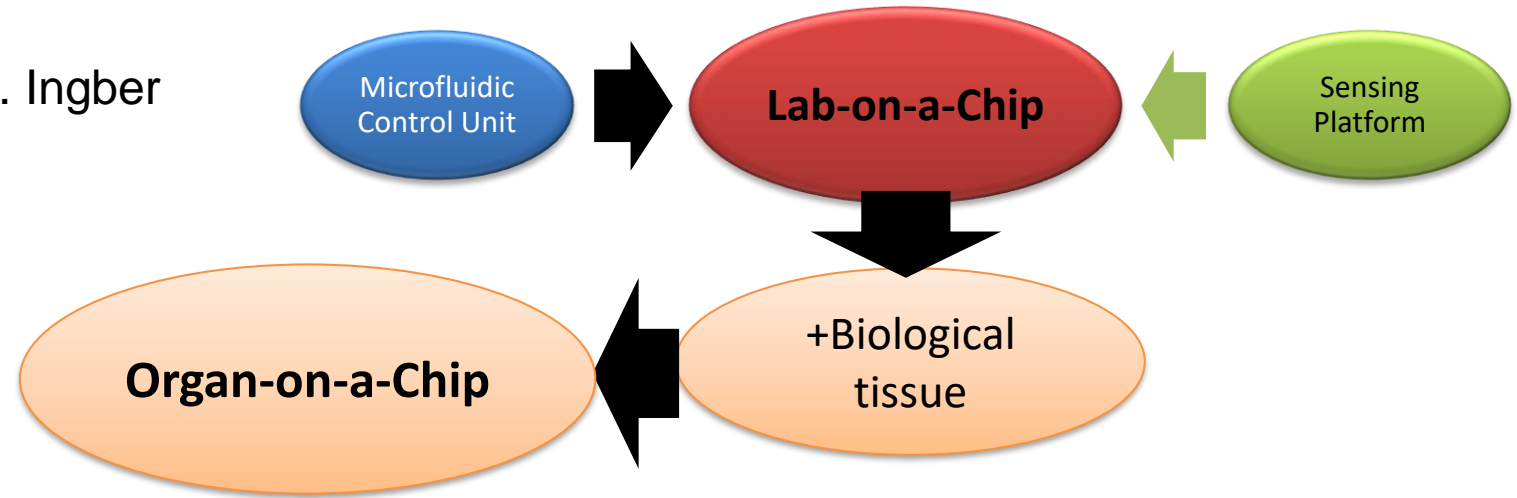 . Ingber
Microfluidic
Control Unit
Lab-on-a-Chip
Sensing
Platform
+Biological
tissue
Organ-on-a-Chip